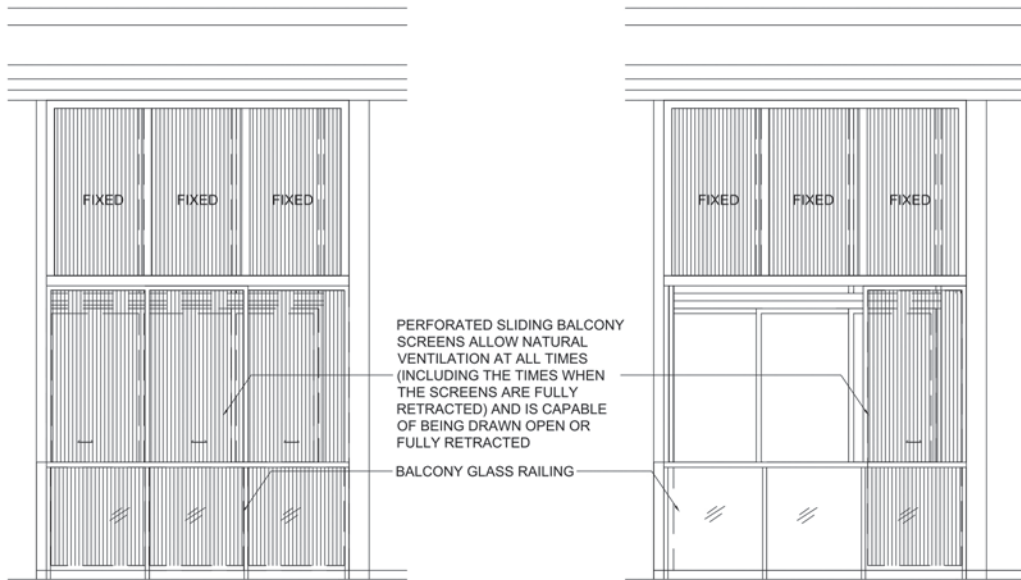 FIXED FIXED FIXED
FIXED FIXED FIXED
PERFORATED SLIDING BALCONY
SCREENS ALLOW NATURAL
VENTILATION AT ALL TIMES
(INCLUDING THE TIMES WHEN
THE SCREENS ARE FULLY
RETRACTED) AND IS CAPABLE
OF BEING DRAWN OPEN OR
FULLY RETRACTED
BALCONY GLASS RAILING